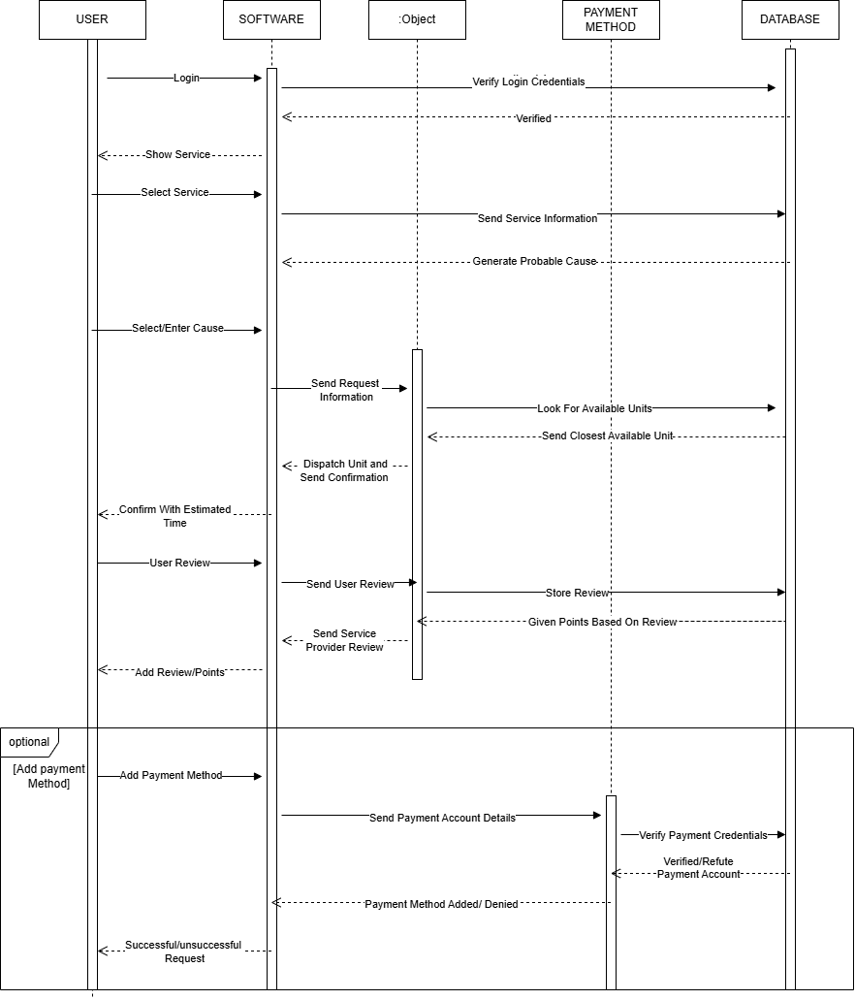 USER
SOFTWARE
:Object
PAYMENT
METHOD
DATABASE
Login
Verify Login Credentials
Verified
Show Service
Select Service
Send Service Information
Generate Probable Cause
Select/Enter Cause
Send Request
Information
Look For Available Units
Send Closest Available Unit
Dispatch Unit and
Send Confirmation
Confirm With Estimated
Time
User Review
Send User Review
Store Review
Given Points Based On Review
Send Service
Provider Review
Add Review/Points
optional
[Add payment
Method]
Add Payment Method
Send Payment Account Details
Verify Payment Credentials
Verified/Refute
Payment Account
Payment Method Added/ Denied
Successful/unsuccessful
Request